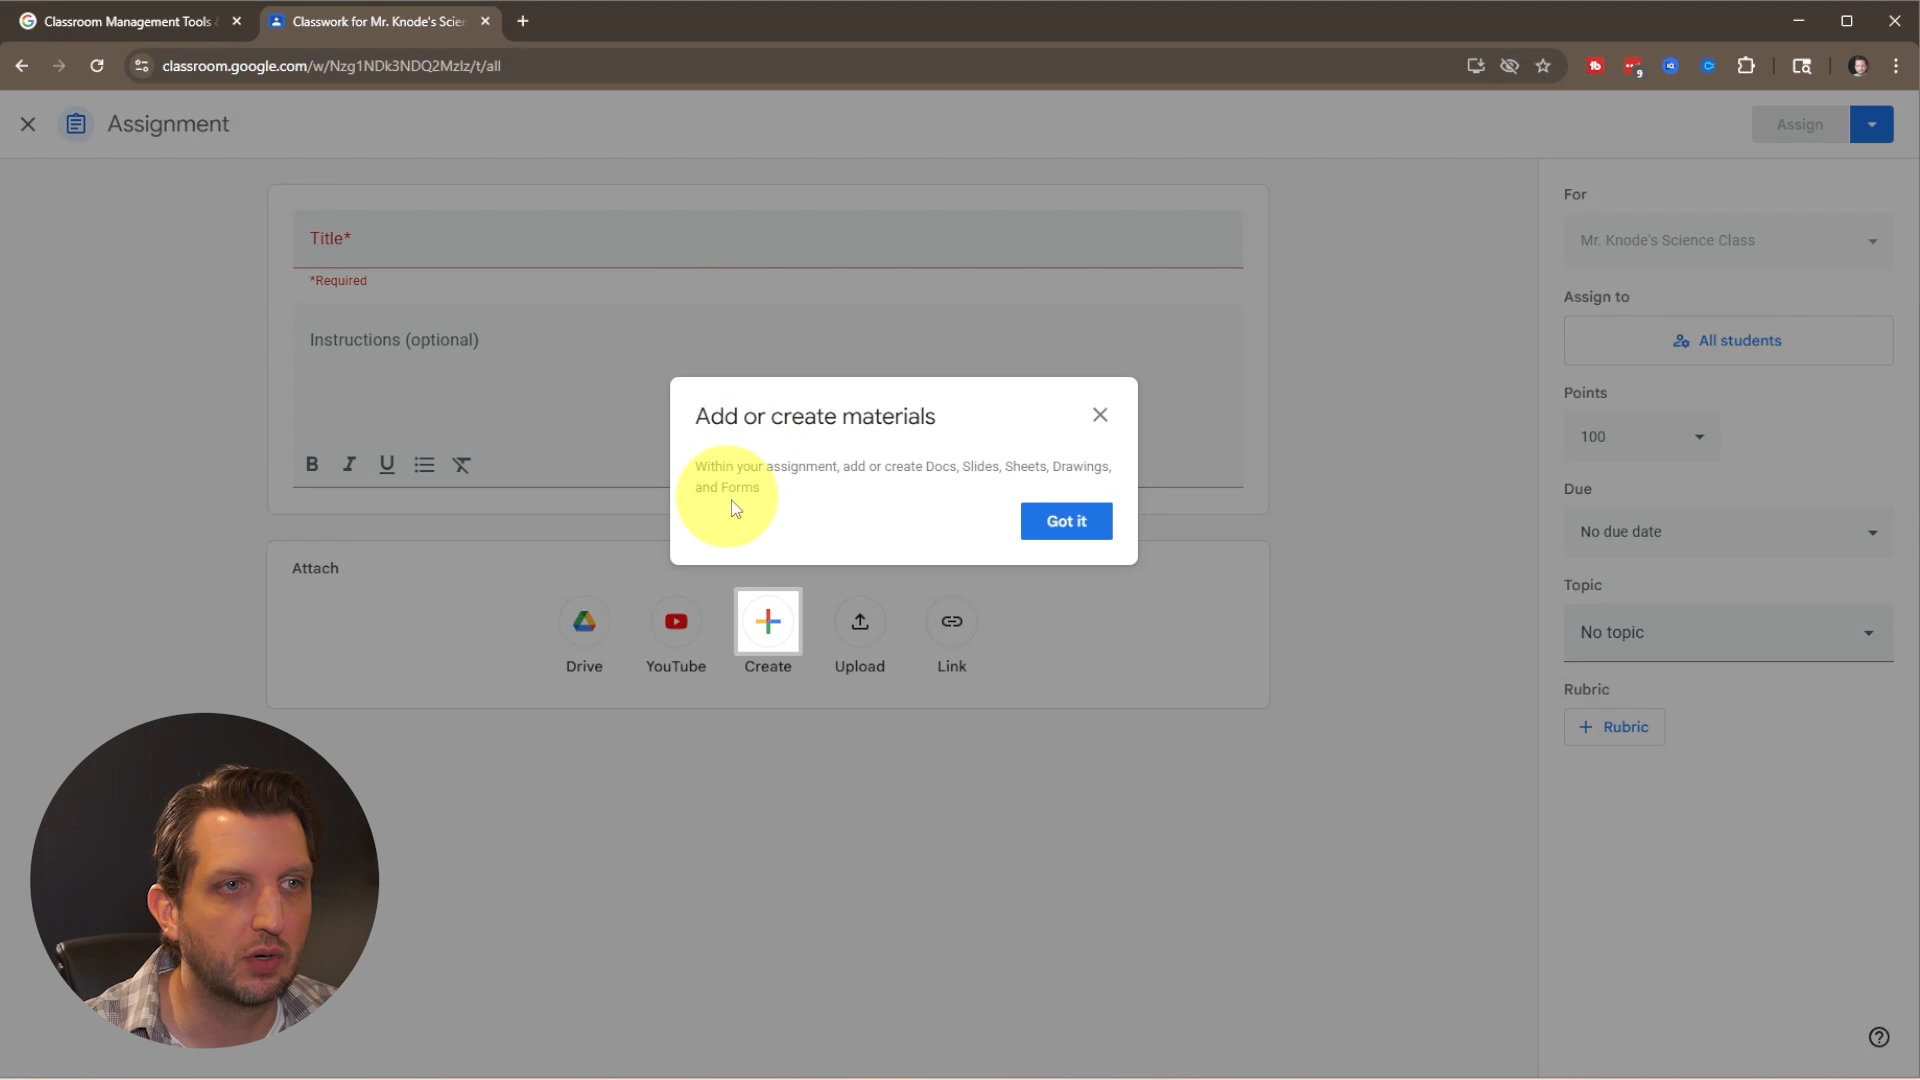 Classroom Management Tools
Classwork for Mr. Knode's Scien
classroom.google.com/w/Nzg1NDk3NDQ2MzIz/t/all
9
Assignment
Assign
Title*
*Required
Instructions (optional)
B I U
Add or create materials
Within your assignment, add or create Docs, Slides, Sheets, Drawings,
and Forms
Got it
Attach
Drive
YouTube
Create
Upload
Link
For
Mr. Knode's Science Class
Assign to
All students
Points
100
Due
No due date
Topic
No topic
Rubric
+ Rubric